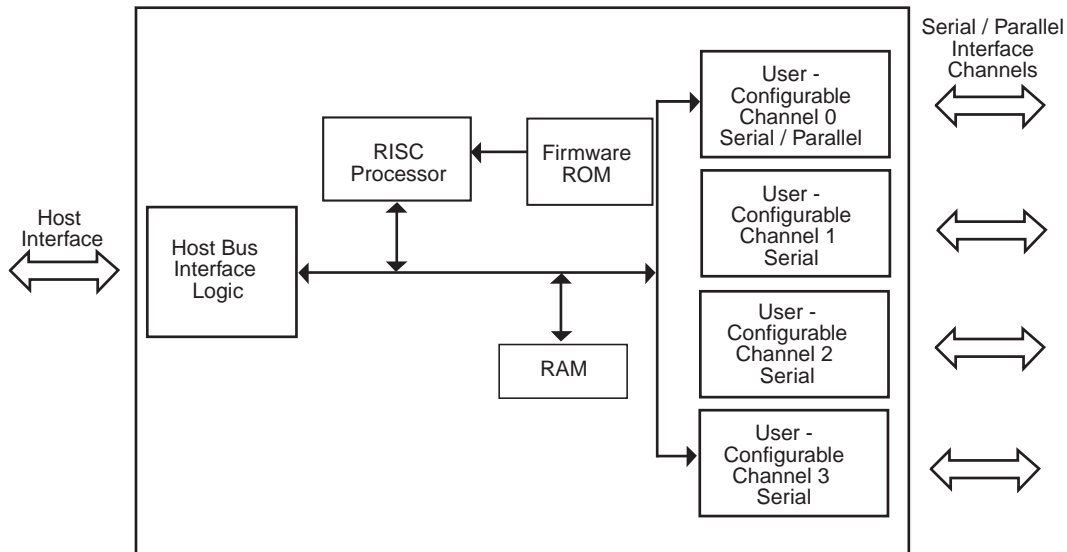 Serial / Parallel
Interface
Channels
User -
Configurable
Channel 0
Serial / Parallel
RISC
Processor
Firmware
ROM
User -
Configurable
Channel 1
Serial
Host
Interface
Host Bus
Interface
Logic
User -
Configurable
Channel 2
Serial
RAM
User -
Configurable
Channel 3
Serial